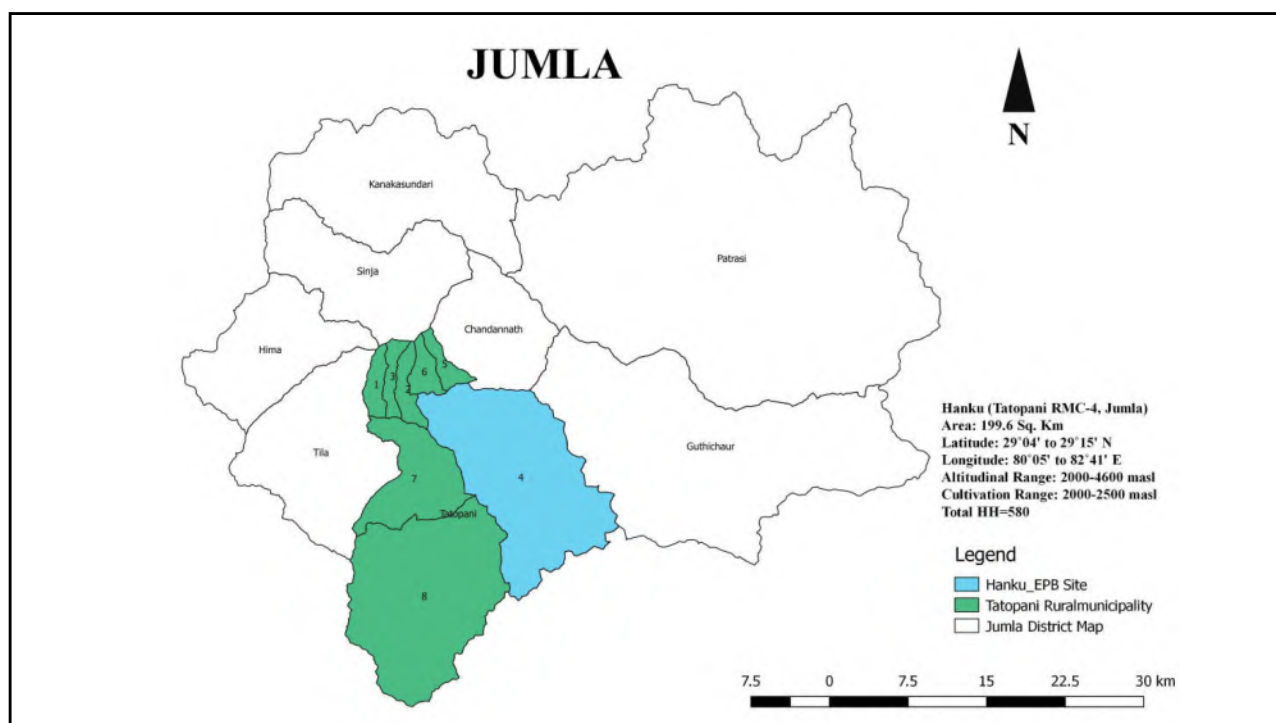 JUMLA
N
Kanakasundari
Patrasi
Sinja
Chandannath
Hima
5
6
1
3
2
Hanku (Tatopani RMC-4, Jumla)
Area: 199.6 Sq. Km
Latitude: 29°04' to 29°15' N
Longitude: 80°05' to 82°41' E
Altitudinal Range: 2000-4600 masl
Cultivation Range: 2000-2500 masl
Total HH=580
Guthichaur
Tila
7
4
Tatopani
8
Legend
Hanku_EPB Site
Tatopani Ruralmunicipality
Jumla District Map
7.5 0 7.5 15 22.5 30 km